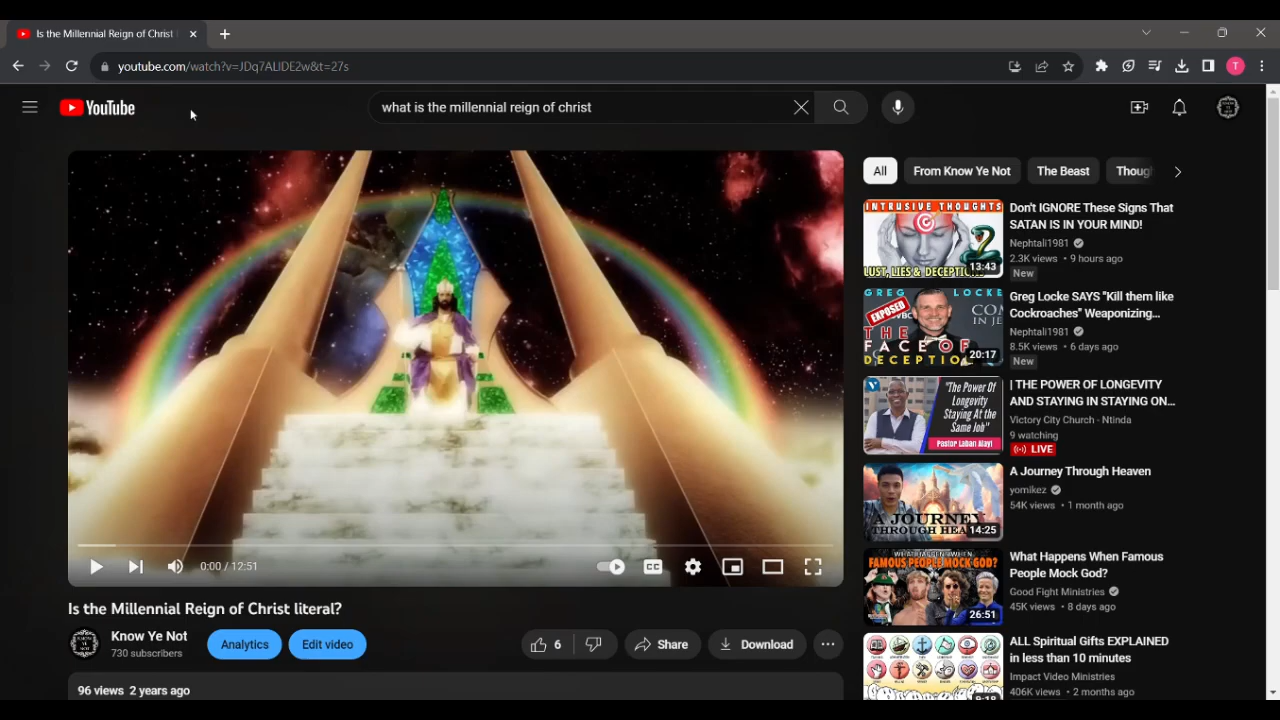 Is the Millennial Reign of Christ
youtube.com/watch?v=JDq7ALIDE2w&t=27s
T
YouTube
what is the millennial reign of christ
All
From Know Ye Not
The Beast
Thoug
INTRUSIVE THOUGHTS
LUST, LIES & DECEPTION
13:43
Don't IGNORE These Signs That
SATAN IS IN YOUR MIND!
Nephtali1981
2.3K views • 9 hours ago
New
GREG LOCKE
EXPOSED
THE
FACE OF
DECEPTIO
20:17
Greg Locke SAYS "Kill them like
Cockroaches" Weaponizing...
Nephtali1981
8.5K views • 6 days ago
New
"The Power Of
Longevity
Staying At the
Same Job"
Pastor Laban Alayi
| THE POWER OF LONGEVITY
AND STAYING IN STAYING ON...
Victory City Church - Ntinda
9 watching
LIVE
A JOURNEY
THROUGH HEA
14:25
A Journey Through Heaven
yomikez
54K views • 1 month ago
WHAT HAPPENS WHEN
FAMOUS PEOPLE MOCK GOD?
26:51
What Happens When Famous
People Mock God?
Good Fight Ministries
45K views • 8 days ago
9:18
ALL Spiritual Gifts EXPLAINED
in less than 10 minutes
Impact Video Ministries
406K views • 2 months ago
0:00 / 12:51
CC
Is the Millennial Reign of Christ literal?
Know Ye Not
730 subscribers
Analytics
Edit video
6
Share
Download
96 views 2 years ago